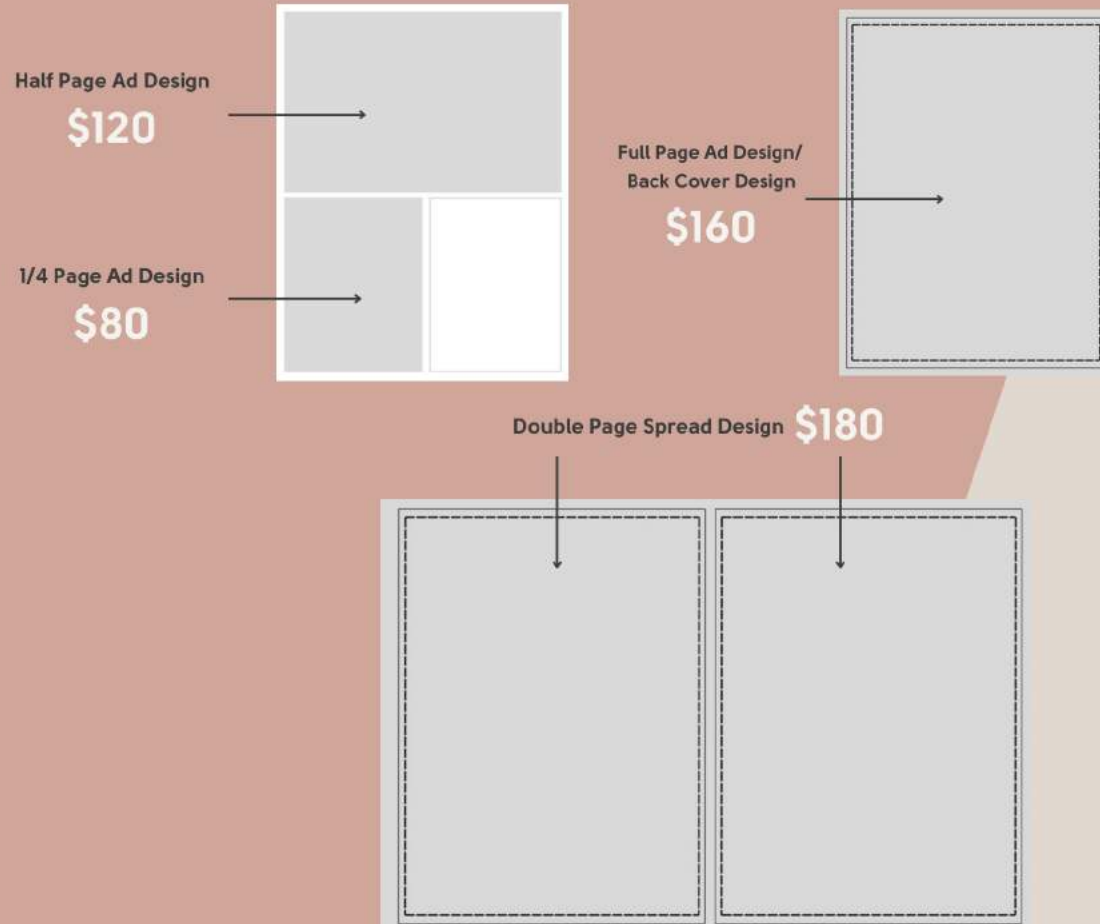 Half Page Ad Design
$120
1/4 Page Ad Design
$80
Full Page Ad Design/
Back Cover Design
$160
Double Page Spread Design $180